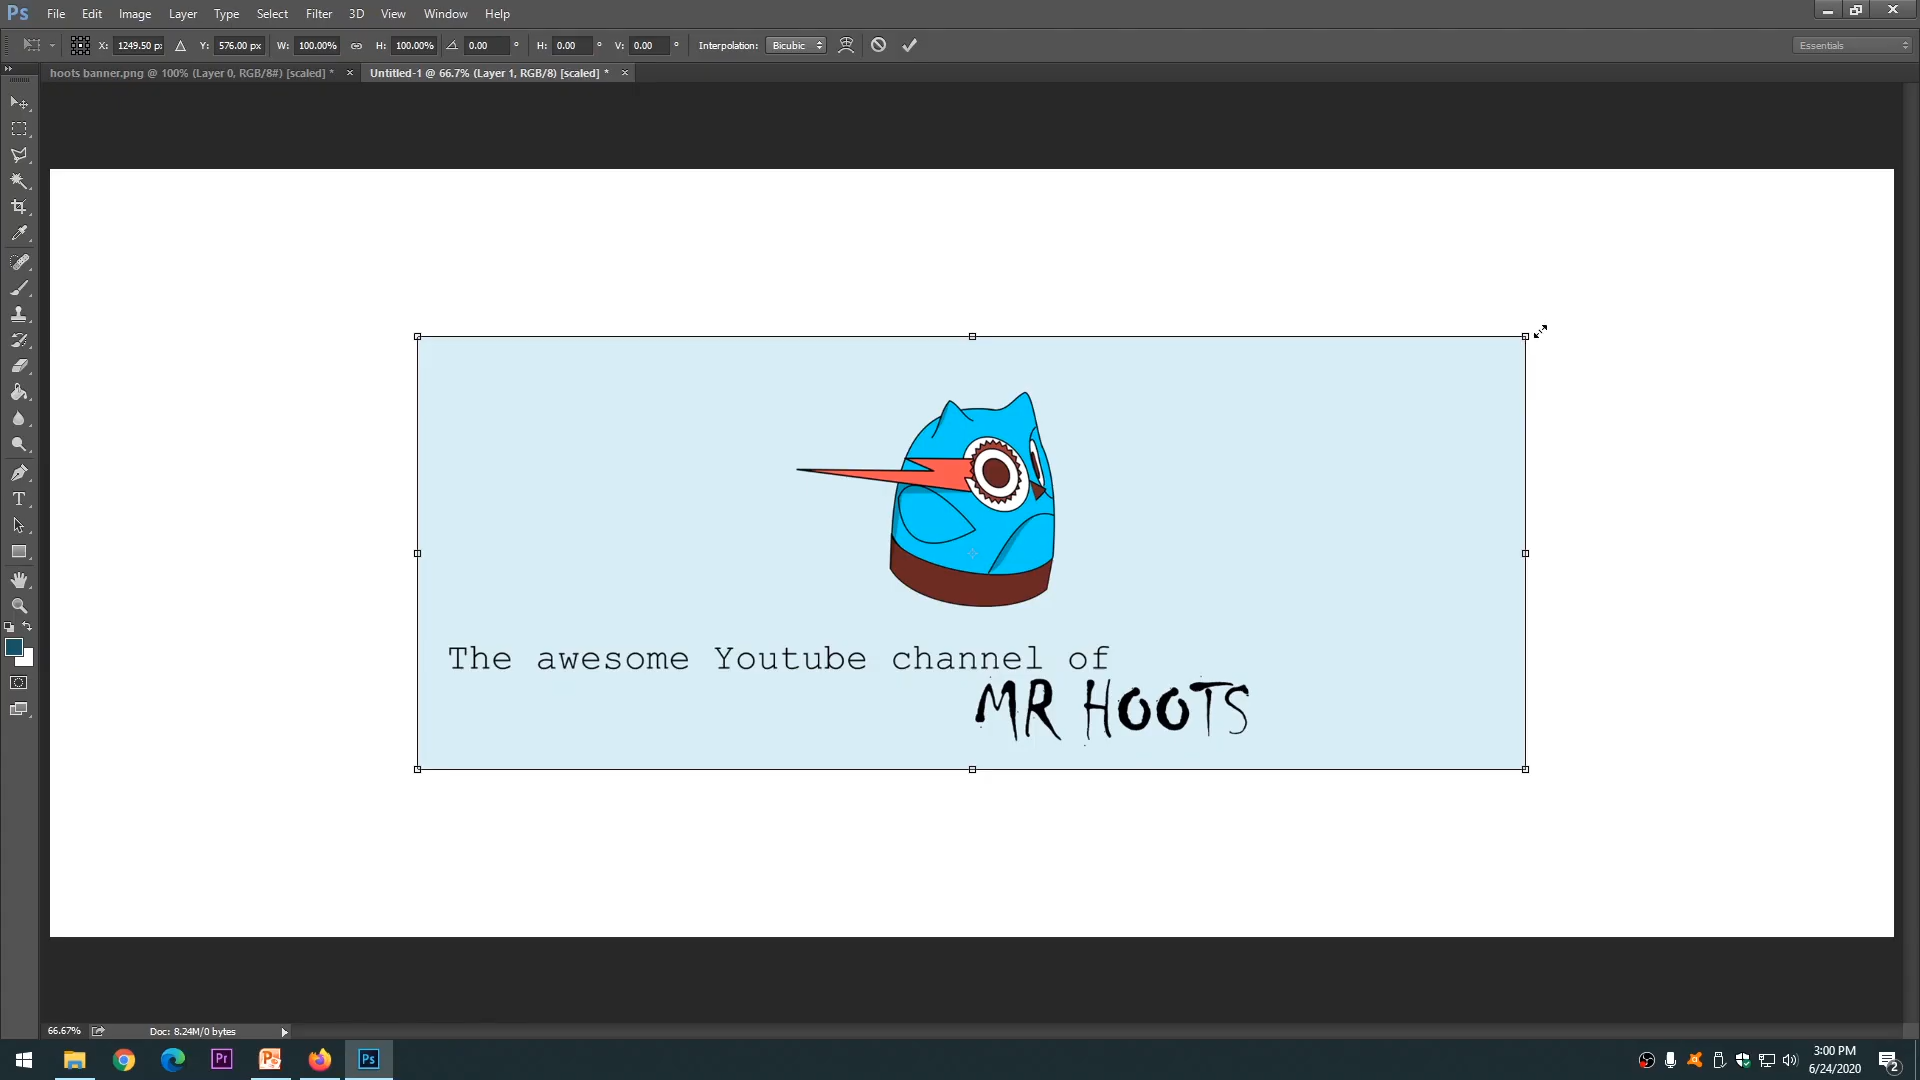 Ps File Edit Image Layer Type Select Filter 3D View Window Help
X: 1249.50 px Y: 576.00 px W: 100.00% H: 100.00% 0.00 ° H: 0.00 ° V: 0.00 ° Interpolation: Bicubic Essentials
hoots banner.png @ 100% (Layer 0, RGB/8#) [scaled] * × Untitled-1 @ 66.7% (Layer 1, RGB/8) [scaled] * ×
The awesome Youtube channel of
MR HOOTS
66.67% Doc: 8.24M/0 bytes
Pr Ps
3:00 PM
6/24/2020
2